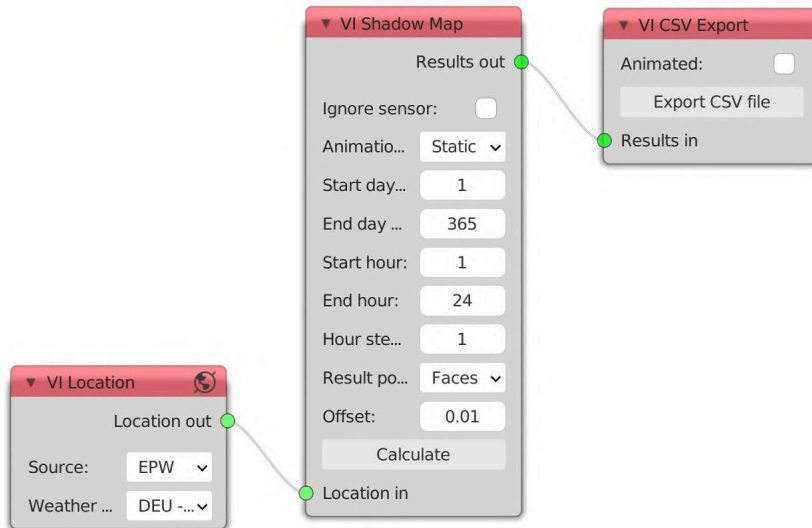 VI Shadow Map
Results out
Ignore sensor:
Animatio... Static
Start day... 1
End day ... 365
Start hour: 1
End hour: 24
Hour ste... 1
Result po... Faces
Offset: 0.01
Calculate
Location in
VI CSV Export
Animated:
Export CSV file
Results in
VI Location
Location out
Source: EPW
Weather ... DEU -...